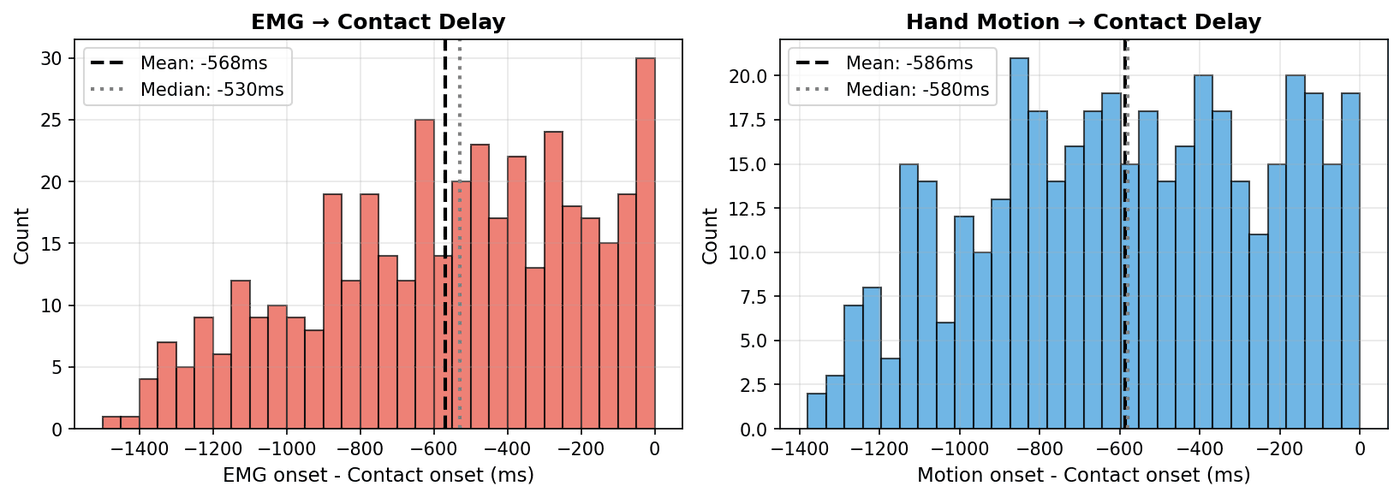 EMG → Contact Delay
Mean: -568ms
Median: -530ms
Count
30
25
20
15
10
5
0
−1400 −1200 −1000 −800 −600 −400 −200 0
EMG onset - Contact onset (ms)
Hand Motion → Contact Delay
Mean: -586ms
Median: -580ms
Count
20.0
17.5
15.0
12.5
10.0
7.5
5.0
2.5
0.0
−1400 −1200 −1000 −800 −600 −400 −200 0
Motion onset - Contact onset (ms)